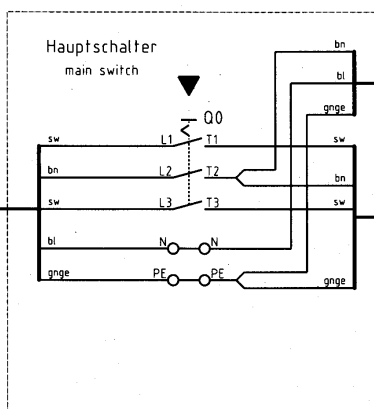 Hauptschalter
main switch
bn
bl
gnge
Q0
sw L1 T1 sw
bn L2 T2 bn
sw L3 T3 sw
bl N N
gnge PE PE gnge